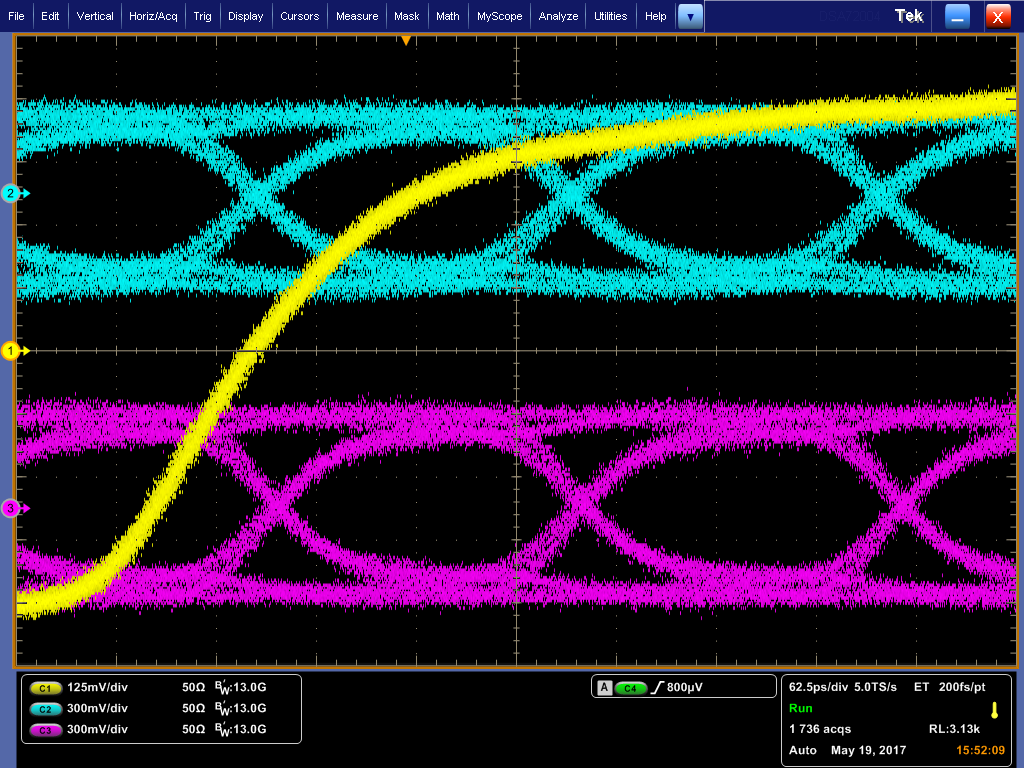 File Edit Vertical Horiz/Acq Trig Display Cursors Measure Mask Math MyScope Analyze Utilities Help Tek X
2
1
3
C1 125mV/div 50Ω BW:13.0G
C2 300mV/div 50Ω BW:13.0G
C3 300mV/div 50Ω BW:13.0G
A C4 800µV
62.5ps/div 5.0TS/s ET 200fs/pt
Run
1 736 acqs RL:3.13k
Auto May 19, 2017 15:52:09